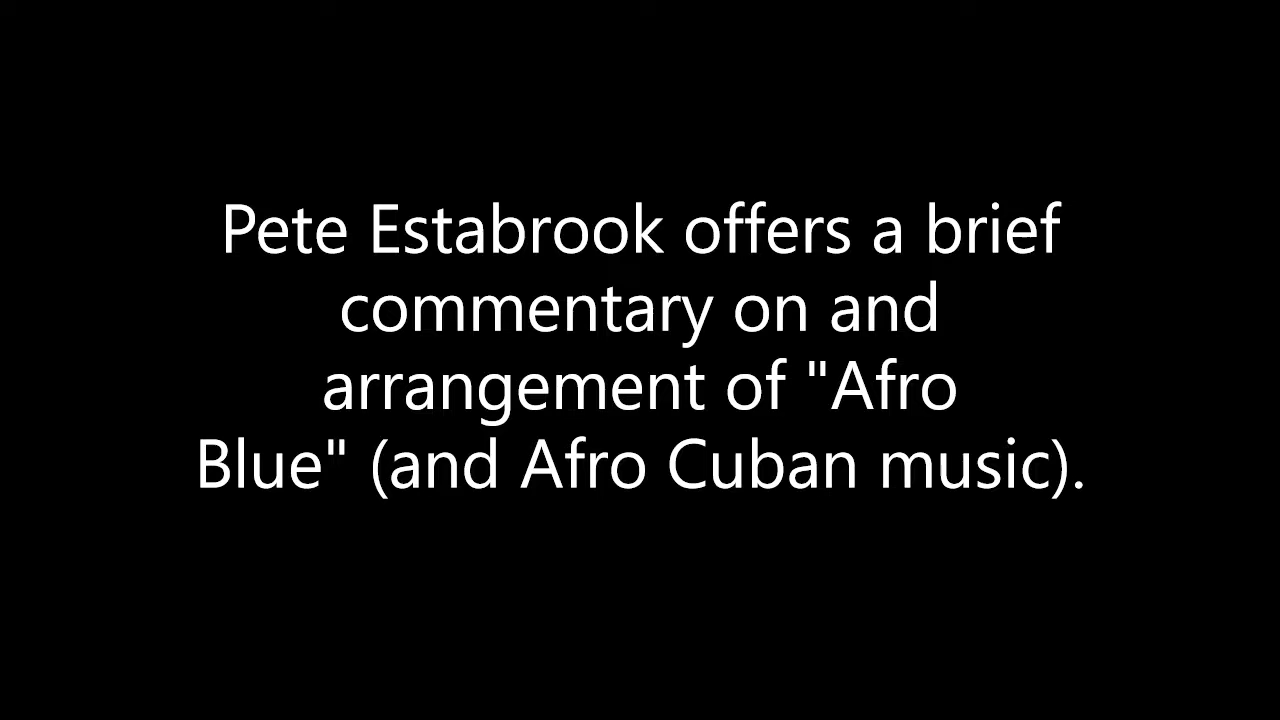 Pete Estabrook offers a brief
commentary on and
arrangement of "Afro
Blue" (and Afro Cuban music).